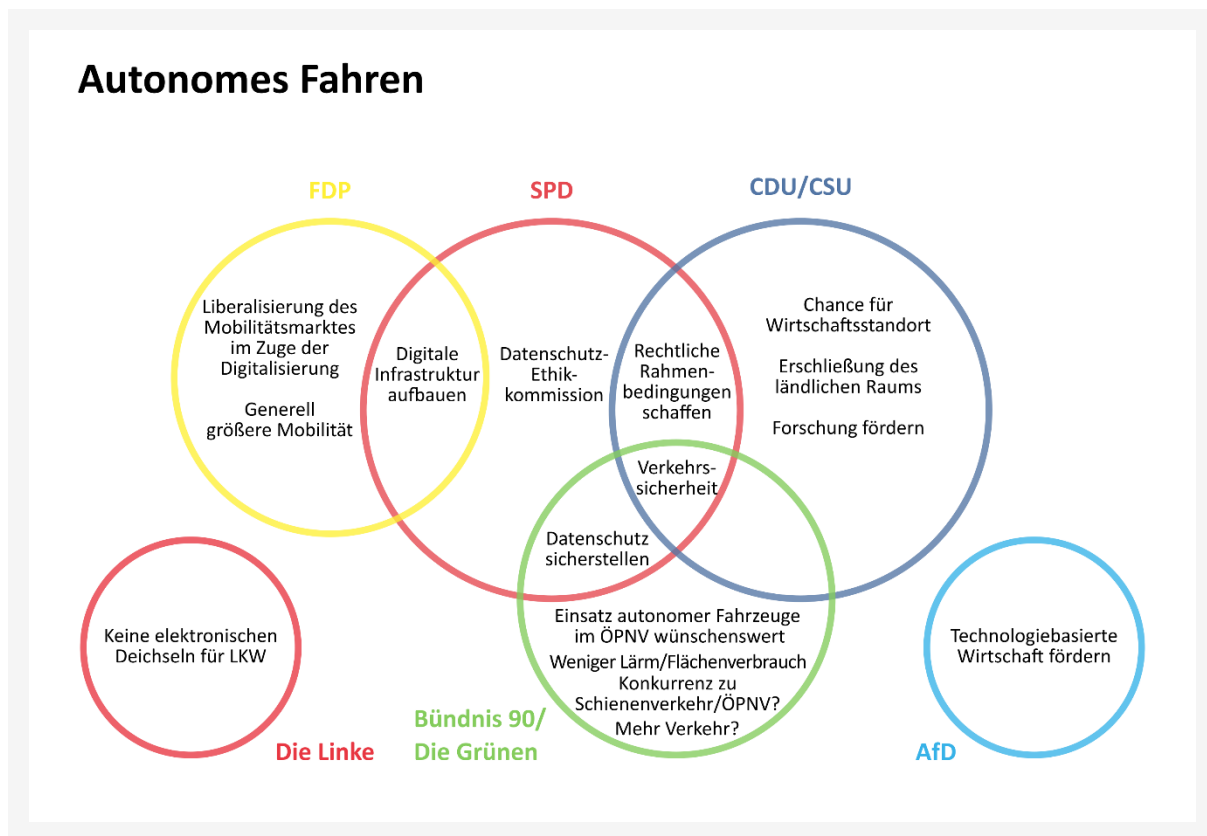 Autonomes Fahren
FDP
SPD
CDU/CSU
Liberalisierung des
Mobilitätsmarktes
im Zuge der
Digitalisierung
Generell
größere Mobilität
Digitale
Infrastruktur
aufbauen
Datenschutz-
Ethik-
kommission
Rechtliche
Rahmen-
bedingungen
schaffen
Chance für
Wirtschaftsstandort
Erschließung des
ländlichen Raums
Forschung fördern
Verkehrs-
sicherheit
Datenschutz
sicherstellen
Einsatz autonomer Fahrzeuge
im ÖPNV wünschenswert
Weniger Lärm/Flächenverbrauch
Konkurrenz zu
Schienenverkehr/ÖPNV?
Mehr Verkehr?
Keine elektronischen
Deichseln für LKW
Technologiebasierte
Wirtschaft fördern
Die Linke
Bündnis 90/
Die Grünen
AfD